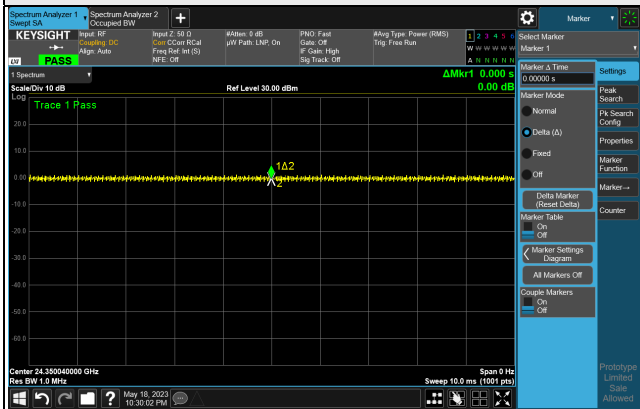 Spectrum Analyzer 1
Swept SA
Spectrum Analyzer 2
Occupied BW
Marker
KEYSIGHT
Input: RF
Coupling: DC
Align: Auto
Input Z: 50 Ω
Corr CCorr RCal
Freq Ref: Int (S)
NFE: Off
#Atten: 0 dB
µW Path: LNP, On
PNO: Fast
Gate: Off
IF Gain: High
Sig Track: Off
#Avg Type: Power (RMS)
Trig: Free Run
1 2 3 4 5 6
W W W W W W
A N N N N N
LXI
PASS
Select Marker
Marker 1
1 Spectrum
Scale/Div 10 dB
Ref Level 30.00 dBm
ΔMkr1 0.000 s
0.00 dB
Log
Trace 1 Pass
20.0
10.0
0.00
-10.0
-20.0
-30.0
-40.0
-50.0
-60.0
1Δ2
2
Center 24.350040000 GHz
Res BW 1.0 MHz
Span 0 Hz
Sweep 10.0 ms (1001 pts)
Marker Δ Time
0.00000 s
Marker Mode
Normal
Delta (Δ)
Fixed
Off
Delta Marker
(Reset Delta)
Marker Table
On
Off
Marker Settings
Diagram
All Markers Off
Couple Markers
On
Off
Settings
Peak
Search
Pk Search
Config
Properties
Marker
Function
Marker→
Counter
Prototype
Limited
Sale
Allowed
May 18, 2023
10:30:02 PM